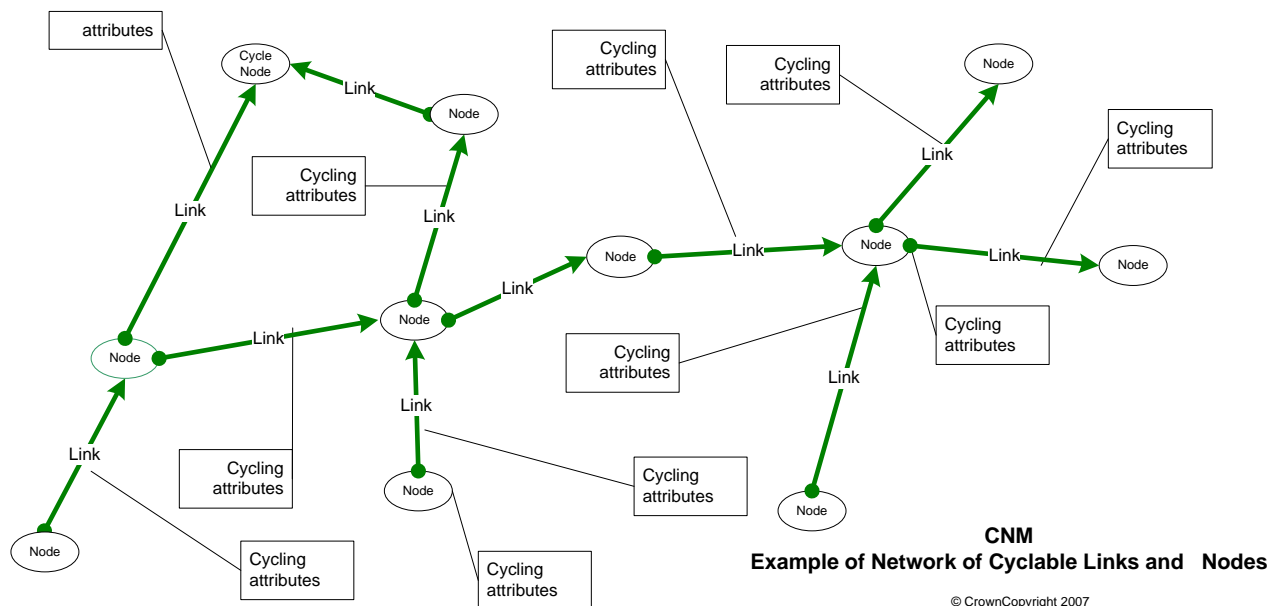 attributes
Cycle
Node
Link
Node
Cycling
attributes
Cycling
attributes
Node
Link
Cycling
attributes
Cycling
attributes
Link
Link
Link
Node
Link
Node
Link
Node
Link
Node
Node
Link
Node
Cycling
attributes
Cycling
attributes
Link
Link
Link
Cycling
attributes
Cycling
attributes
Node
Node
Node
Cycling
attributes
Cycling
attributes
CNM
Example of Network of Cyclable Links and Nodes
© CrownCopyright 2007